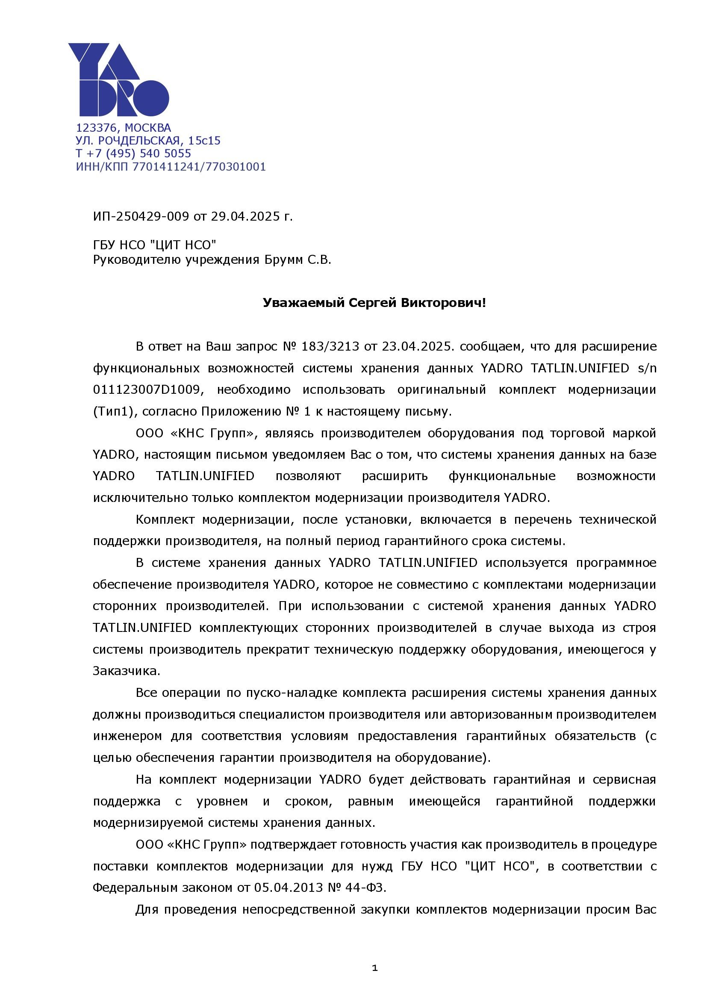 YADRO
123376, МОСКВА
УЛ. РОЧДЕЛЬСКАЯ, 15с15
Т +7 (495) 540 5055
ИНН/КПП 7701411241/770301001
ИП-250429-009 от 29.04.2025 г.
ГБУ НСО "ЦИТ НСО"
Руководителю учреждения Брумм С.В.
Уважаемый Сергей Викторович!
В ответ на Ваш запрос № 183/3213 от 23.04.2025. сообщаем, что для расширение
функциональных возможностей системы хранения данных YADRO TATLIN.UNIFIED s/n
011123007D1009, необходимо использовать оригинальный комплект модернизации
(Тип1), согласно Приложению № 1 к настоящему письму.
ООО «КНС Групп», являясь производителем оборудования под торговой маркой
YADRO, настоящим письмом уведомляем Вас о том, что системы хранения данных на базе
YADRO TATLIN.UNIFIED позволяют расширить функциональные возможности
исключительно только комплектом модернизации производителя YADRO.
Комплект модернизации, после установки, включается в перечень технической
поддержки производителя, на полный период гарантийного срока системы.
В системе хранения данных YADRO TATLIN.UNIFIED используется программное
обеспечение производителя YADRO, которое не совместимо с комплектами модернизации
сторонних производителей. При использовании с системой хранения данных YADRO
TATLIN.UNIFIED комплектующих сторонних производителей в случае выхода из строя
системы производитель прекратит техническую поддержку оборудования, имеющегося у
Заказчика.
Все операции по пуско-наладке комплекта расширения системы хранения данных
должны производиться специалистом производителя или авторизованным производителем
инженером для соответствия условиям предоставления гарантийных обязательств (с
целью обеспечения гарантии производителя на оборудование).
На комплект модернизации YADRO будет действовать гарантийная и сервисная
поддержка с уровнем и сроком, равным имеющейся гарантийной поддержки
модернизируемой системы хранения данных.
ООО «КНС Групп» подтверждает готовность участия как производитель в процедуре
поставки комплектов модернизации для нужд ГБУ НСО "ЦИТ НСО", в соответствии с
Федеральным законом от 05.04.2013 № 44-ФЗ.
Для проведения непосредственной закупки комплектов модернизации просим Вас
1